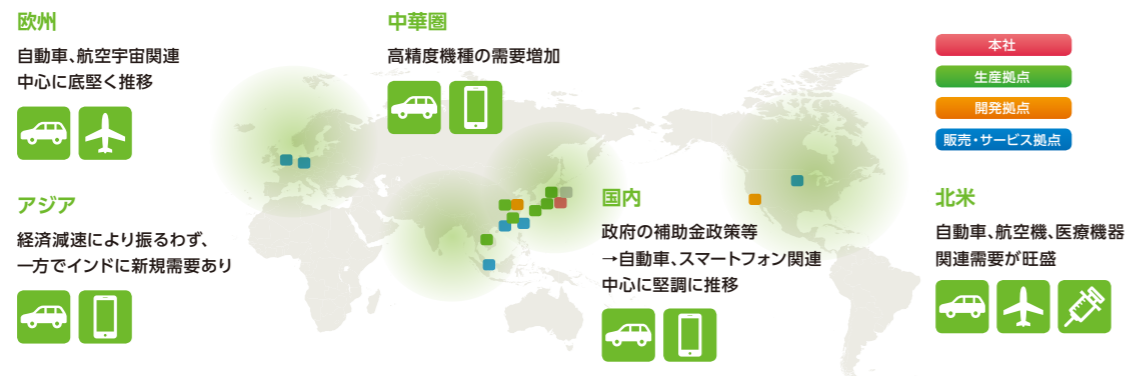 欧州
自動車、航空宇宙関連
中心に底堅く推移
中華圏
高精度機種の需要増加
本社
生産拠点
開発拠点
販売・サービス拠点
アジア
経済減速により振るわず、
一方でインドに新規需要あり
国内
政府の補助金政策等
→自動車、スマートフォン関連
中心に堅調に推移
北米
自動車、航空機、医療機器
関連需要が旺盛